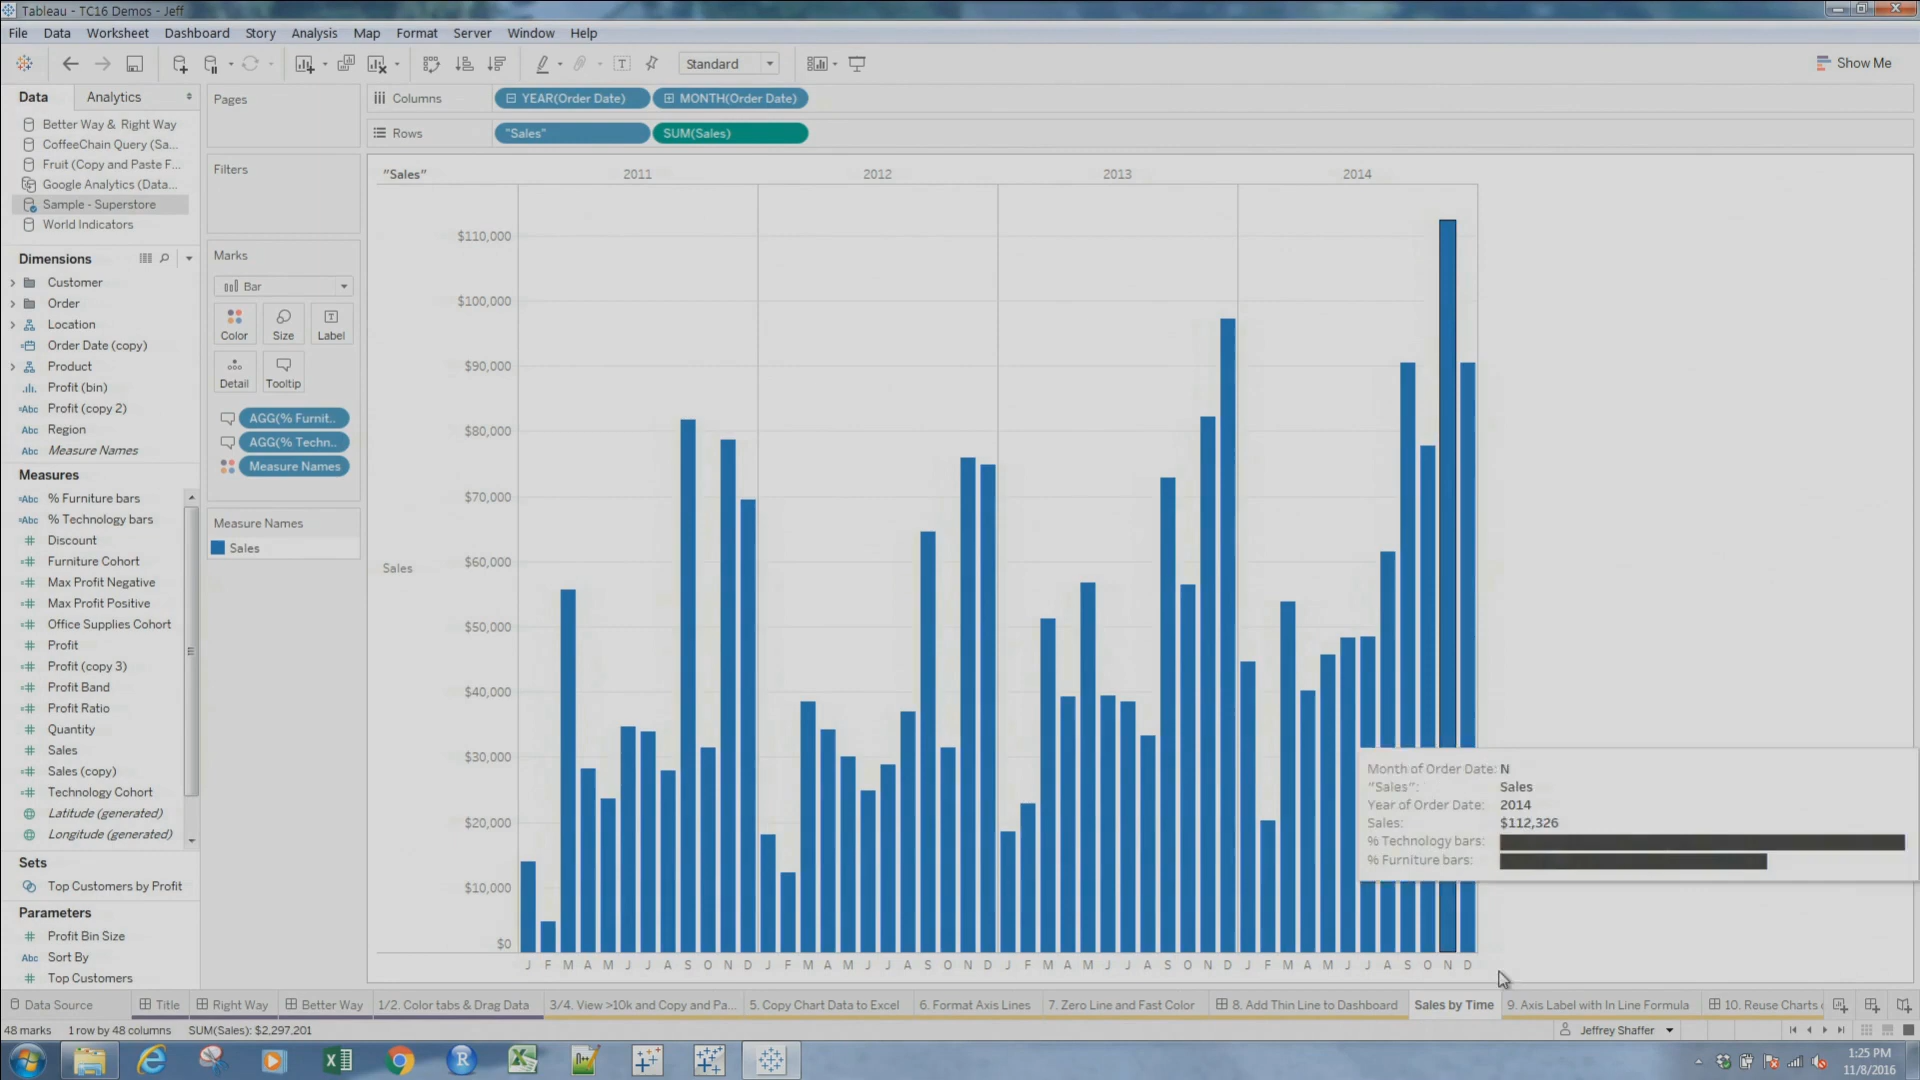 Tableau - TC16 Demos - Jeff
File Data Worksheet Dashboard Story Analysis Map Format Server Window Help
Standard
Show Me
Data Analytics
Better Way & Right Way
CoffeeChain Query (Sa...
Fruit (Copy and Paste F...
Google Analytics (Data...
Sample - Superstore
World Indicators
Dimensions
Customer
Order
Location
Order Date (copy)
Product
Profit (bin)
=Abc Profit (copy 2)
Abc Region
Abc Measure Names
Measures
=Abc % Furniture bars
=Abc % Technology bars
# Discount
=# Furniture Cohort
=# Max Profit Negative
=# Max Profit Positive
=# Office Supplies Cohort
# Profit
=# Profit (copy 3)
=# Profit Band
=# Profit Ratio
# Quantity
# Sales
=# Sales (copy)
=# Technology Cohort
Latitude (generated)
Longitude (generated)
Sets
Top Customers by Profit
Parameters
# Profit Bin Size
Abc Sort By
# Top Customers
Pages
Filters
Marks
Bar
Color Size Label
Detail Tooltip
AGG(% Furnit..
AGG(% Techn..
Measure Names
Measure Names
Sales
Columns YEAR(Order Date) MONTH(Order Date)
Rows "Sales" SUM(Sales)
"Sales" 2011 2012 2013 2014
$110,000
$100,000
$90,000
$80,000
$70,000
$60,000
Sales
$50,000
$40,000
$30,000
$20,000
$10,000
$0
J F M A M J J A S O N D J F M A M J J A S O N D J F M A M J J A S O N D J F M A M J J A S O N D
Month of Order Date: N
"Sales": Sales
Year of Order Date: 2014
Sales: $112,326
% Technology bars:
% Furniture bars:
Data Source Title Right Way Better Way 1/2. Color tabs & Drag Data 3/4. View >10k and Copy and Pa... 5. Copy Chart Data to Excel 6. Format Axis Lines 7. Zero Line and Fast Color 8. Add Thin Line to Dashboard Sales by Time 9. Axis Label with In Line Formula 10. Reuse Charts
48 marks 1 row by 48 columns SUM(Sales): $2,297,201
Jeffrey Shaffer
1:25 PM
11/8/2016